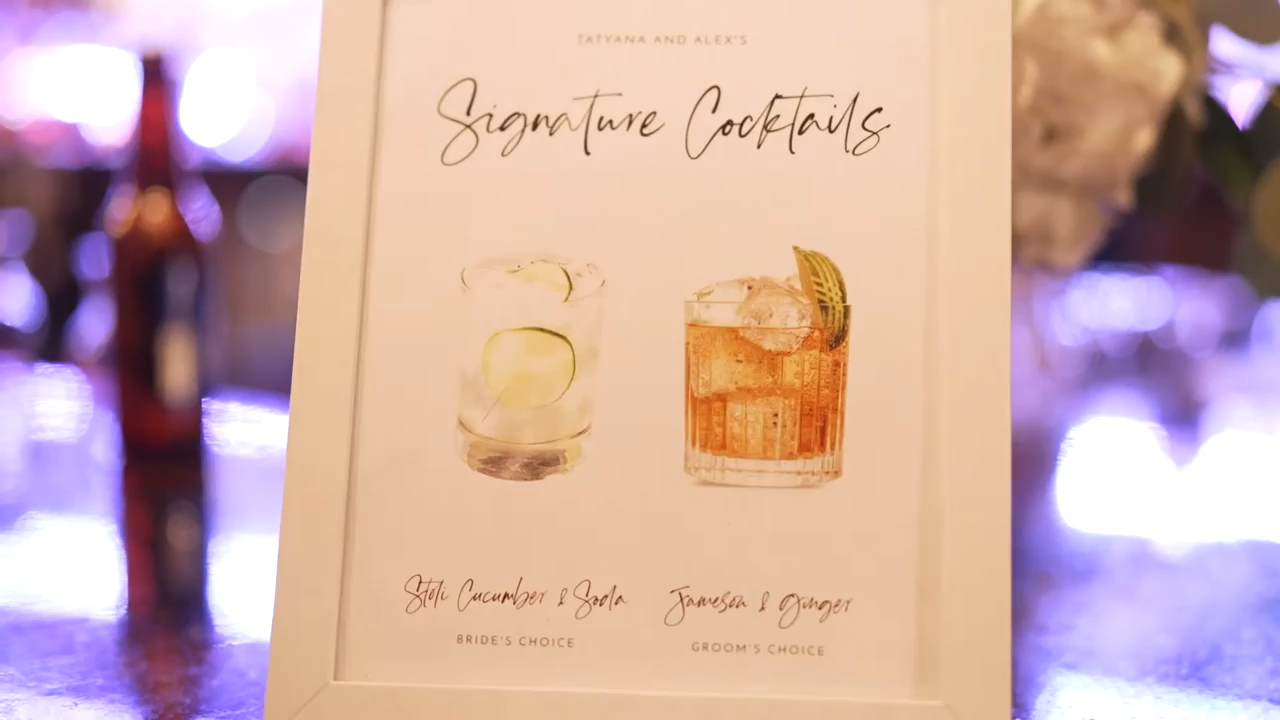 TATYANA AND ALEX'S
Signature Cocktails
Stoli Cucumber & Soda
BRIDE'S CHOICE
Jameson & Ginger
GROOM'S CHOICE